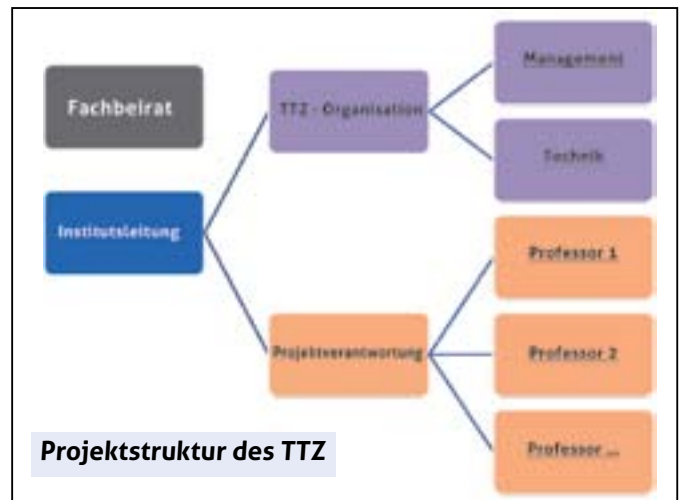 Fachbeirat
Institutsleitung
TTZ - Organisation
Projektverantwortung
Management
Technik
Professor 1
Professor 2
Professor ...
Projektstruktur des TTZ